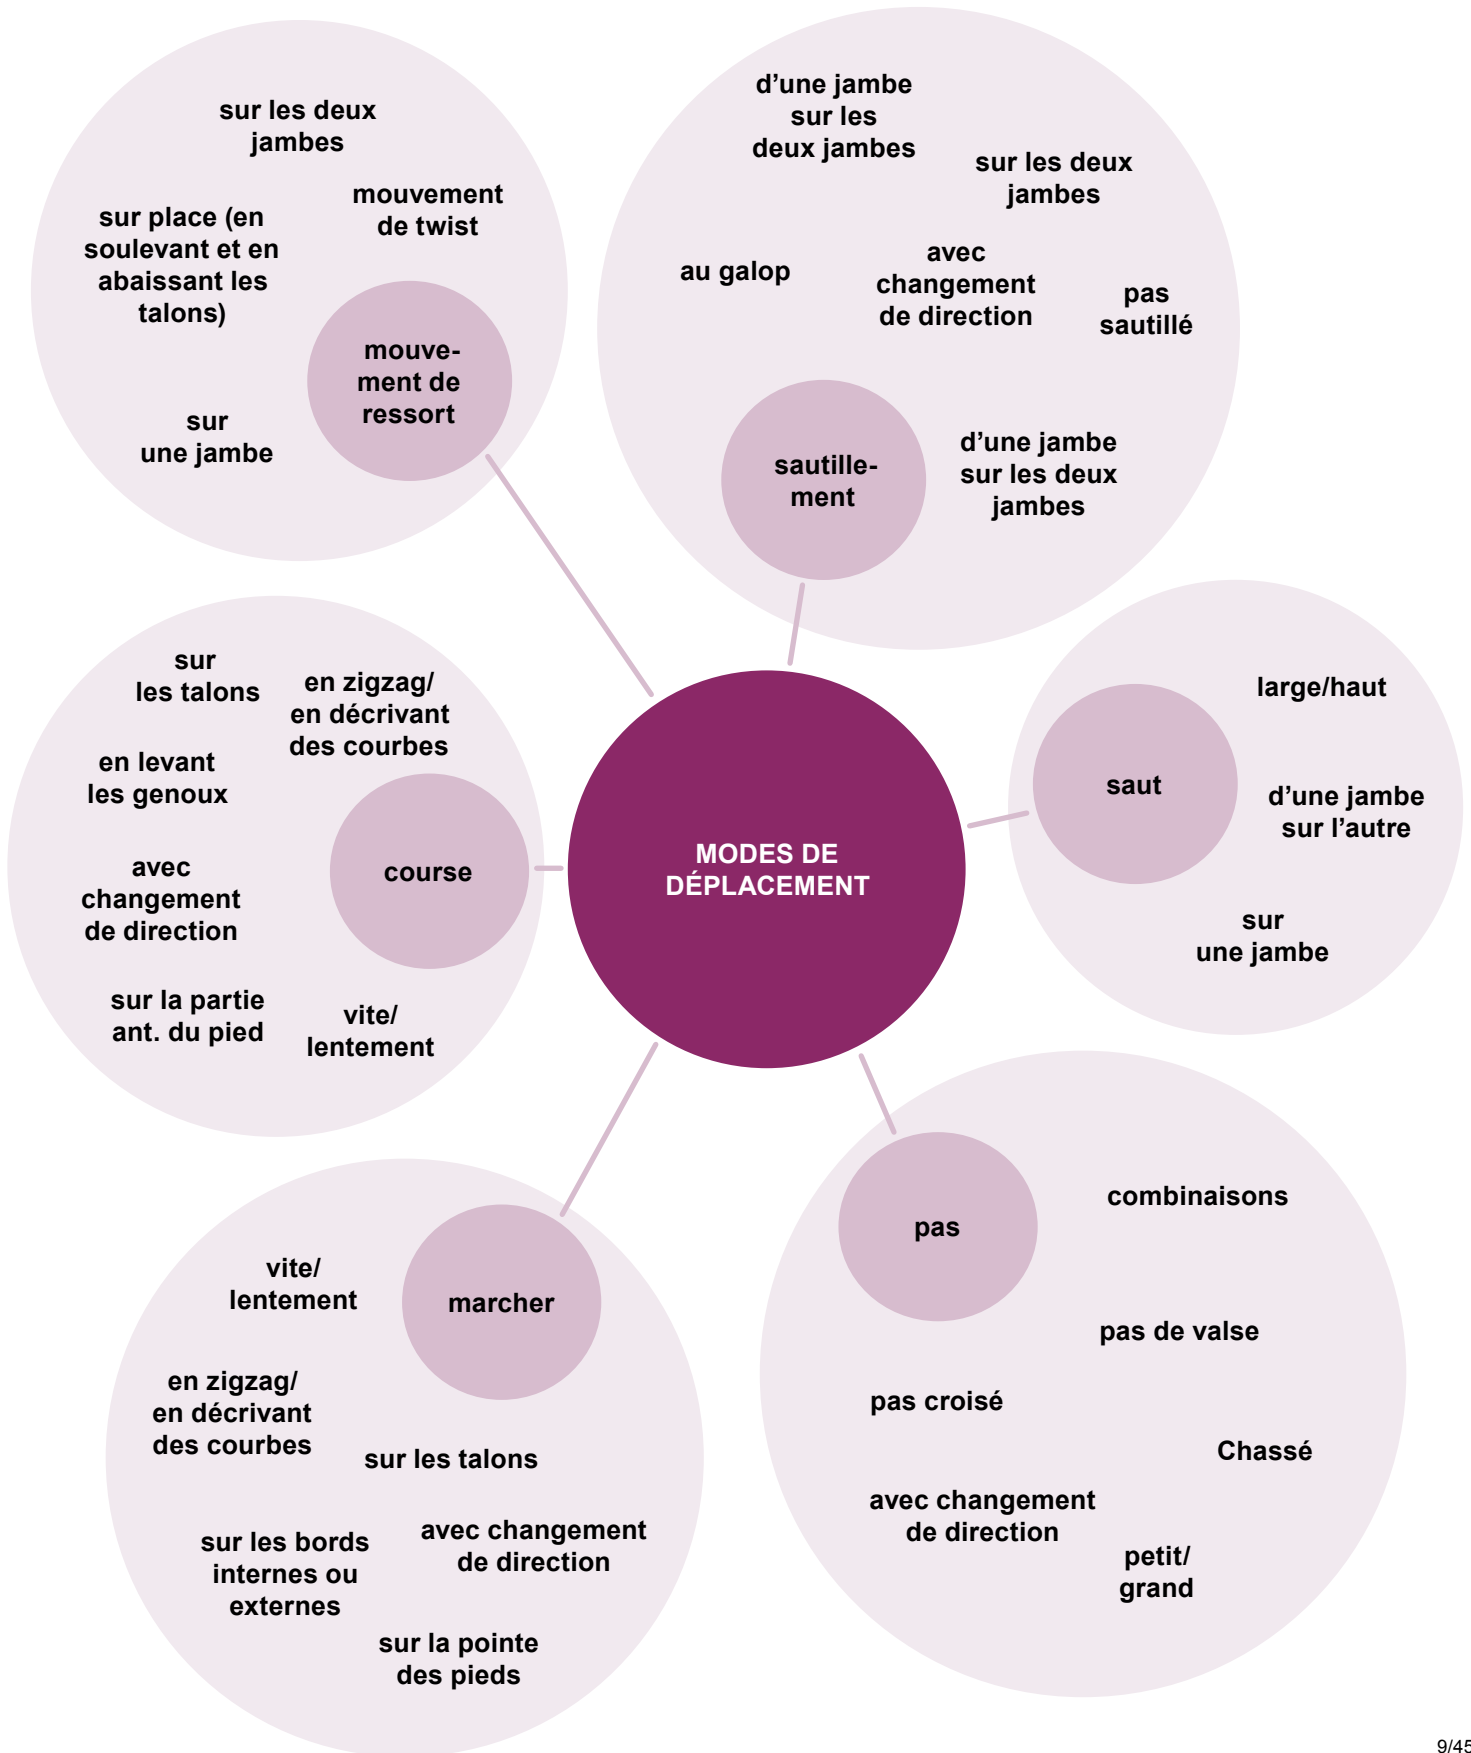 sur les deux
jambes
mouvement
de twist
sur place (en
soulevant et en
abaissant les
talons)
mouve-
ment de
ressort
sur
une jambe
d’une jambe
sur les
deux jambes
sur les deux
jambes
au galop
avec
changement
de direction
pas
sautillé
sautille-
ment
d’une jambe
sur les deux
jambes
sur
les talons
en zigzag/
en décrivant
des courbes
en levant
les genoux
course
avec
changement
de direction
sur la partie
ant. du pied
vite/
lentement
MODES DE
DÉPLACEMENT
large/haut
saut
d’une jambe
sur l’autre
sur
une jambe
vite/
lentement
marcher
en zigzag/
en décrivant
des courbes
sur les talons
sur les bords
internes ou
externes
avec changement
de direction
sur la pointe
des pieds
combinaisons
pas
pas de valse
pas croisé
Chassé
avec changement
de direction
petit/
grand
9/45